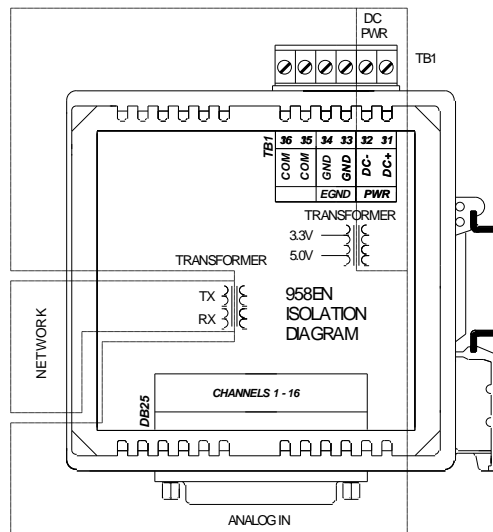 DC
PWR
TB1
TB1
36 35 34 33 32 31
COM COM GND GND DC- DC+
EGND PWR
TRANSFORMER
3.3V
5.0V
TRANSFORMER
TX
RX
958EN
ISOLATION
DIAGRAM
NETWORK
DB25
CHANNELS 1 - 16
ANALOG IN